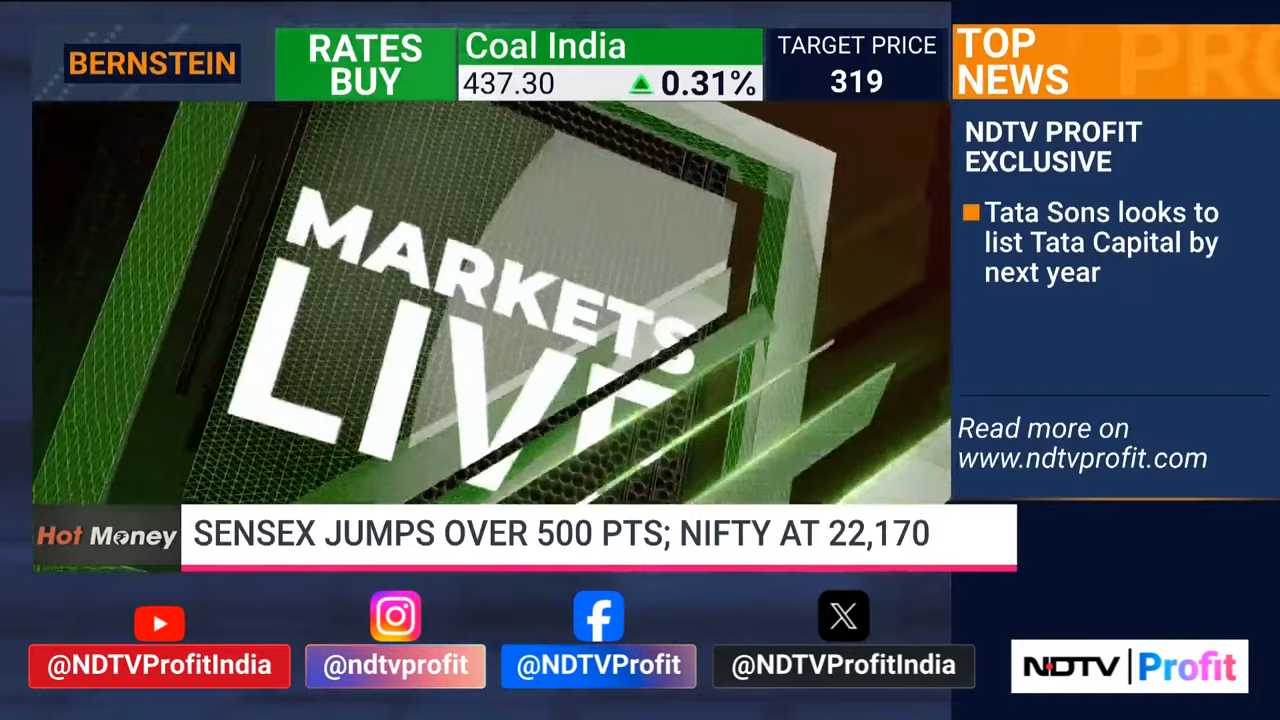 BERNSTEIN
RATES
BUY
Coal India
437.30 ▲ 0.31%
TARGET PRICE
319
TOP
NEWS
PRO
NDTV PROFIT
EXCLUSIVE
Tata Sons looks to
list Tata Capital by
next year
Read more on
www.ndtvprofit.com
MARKETS
LIVE
Hot Money
SENSEX JUMPS OVER 500 PTS; NIFTY AT 22,170
@NDTVProfitIndia
@ndtvprofit
@NDTVProfit
@NDTVProfitIndia
NDTV | Profit